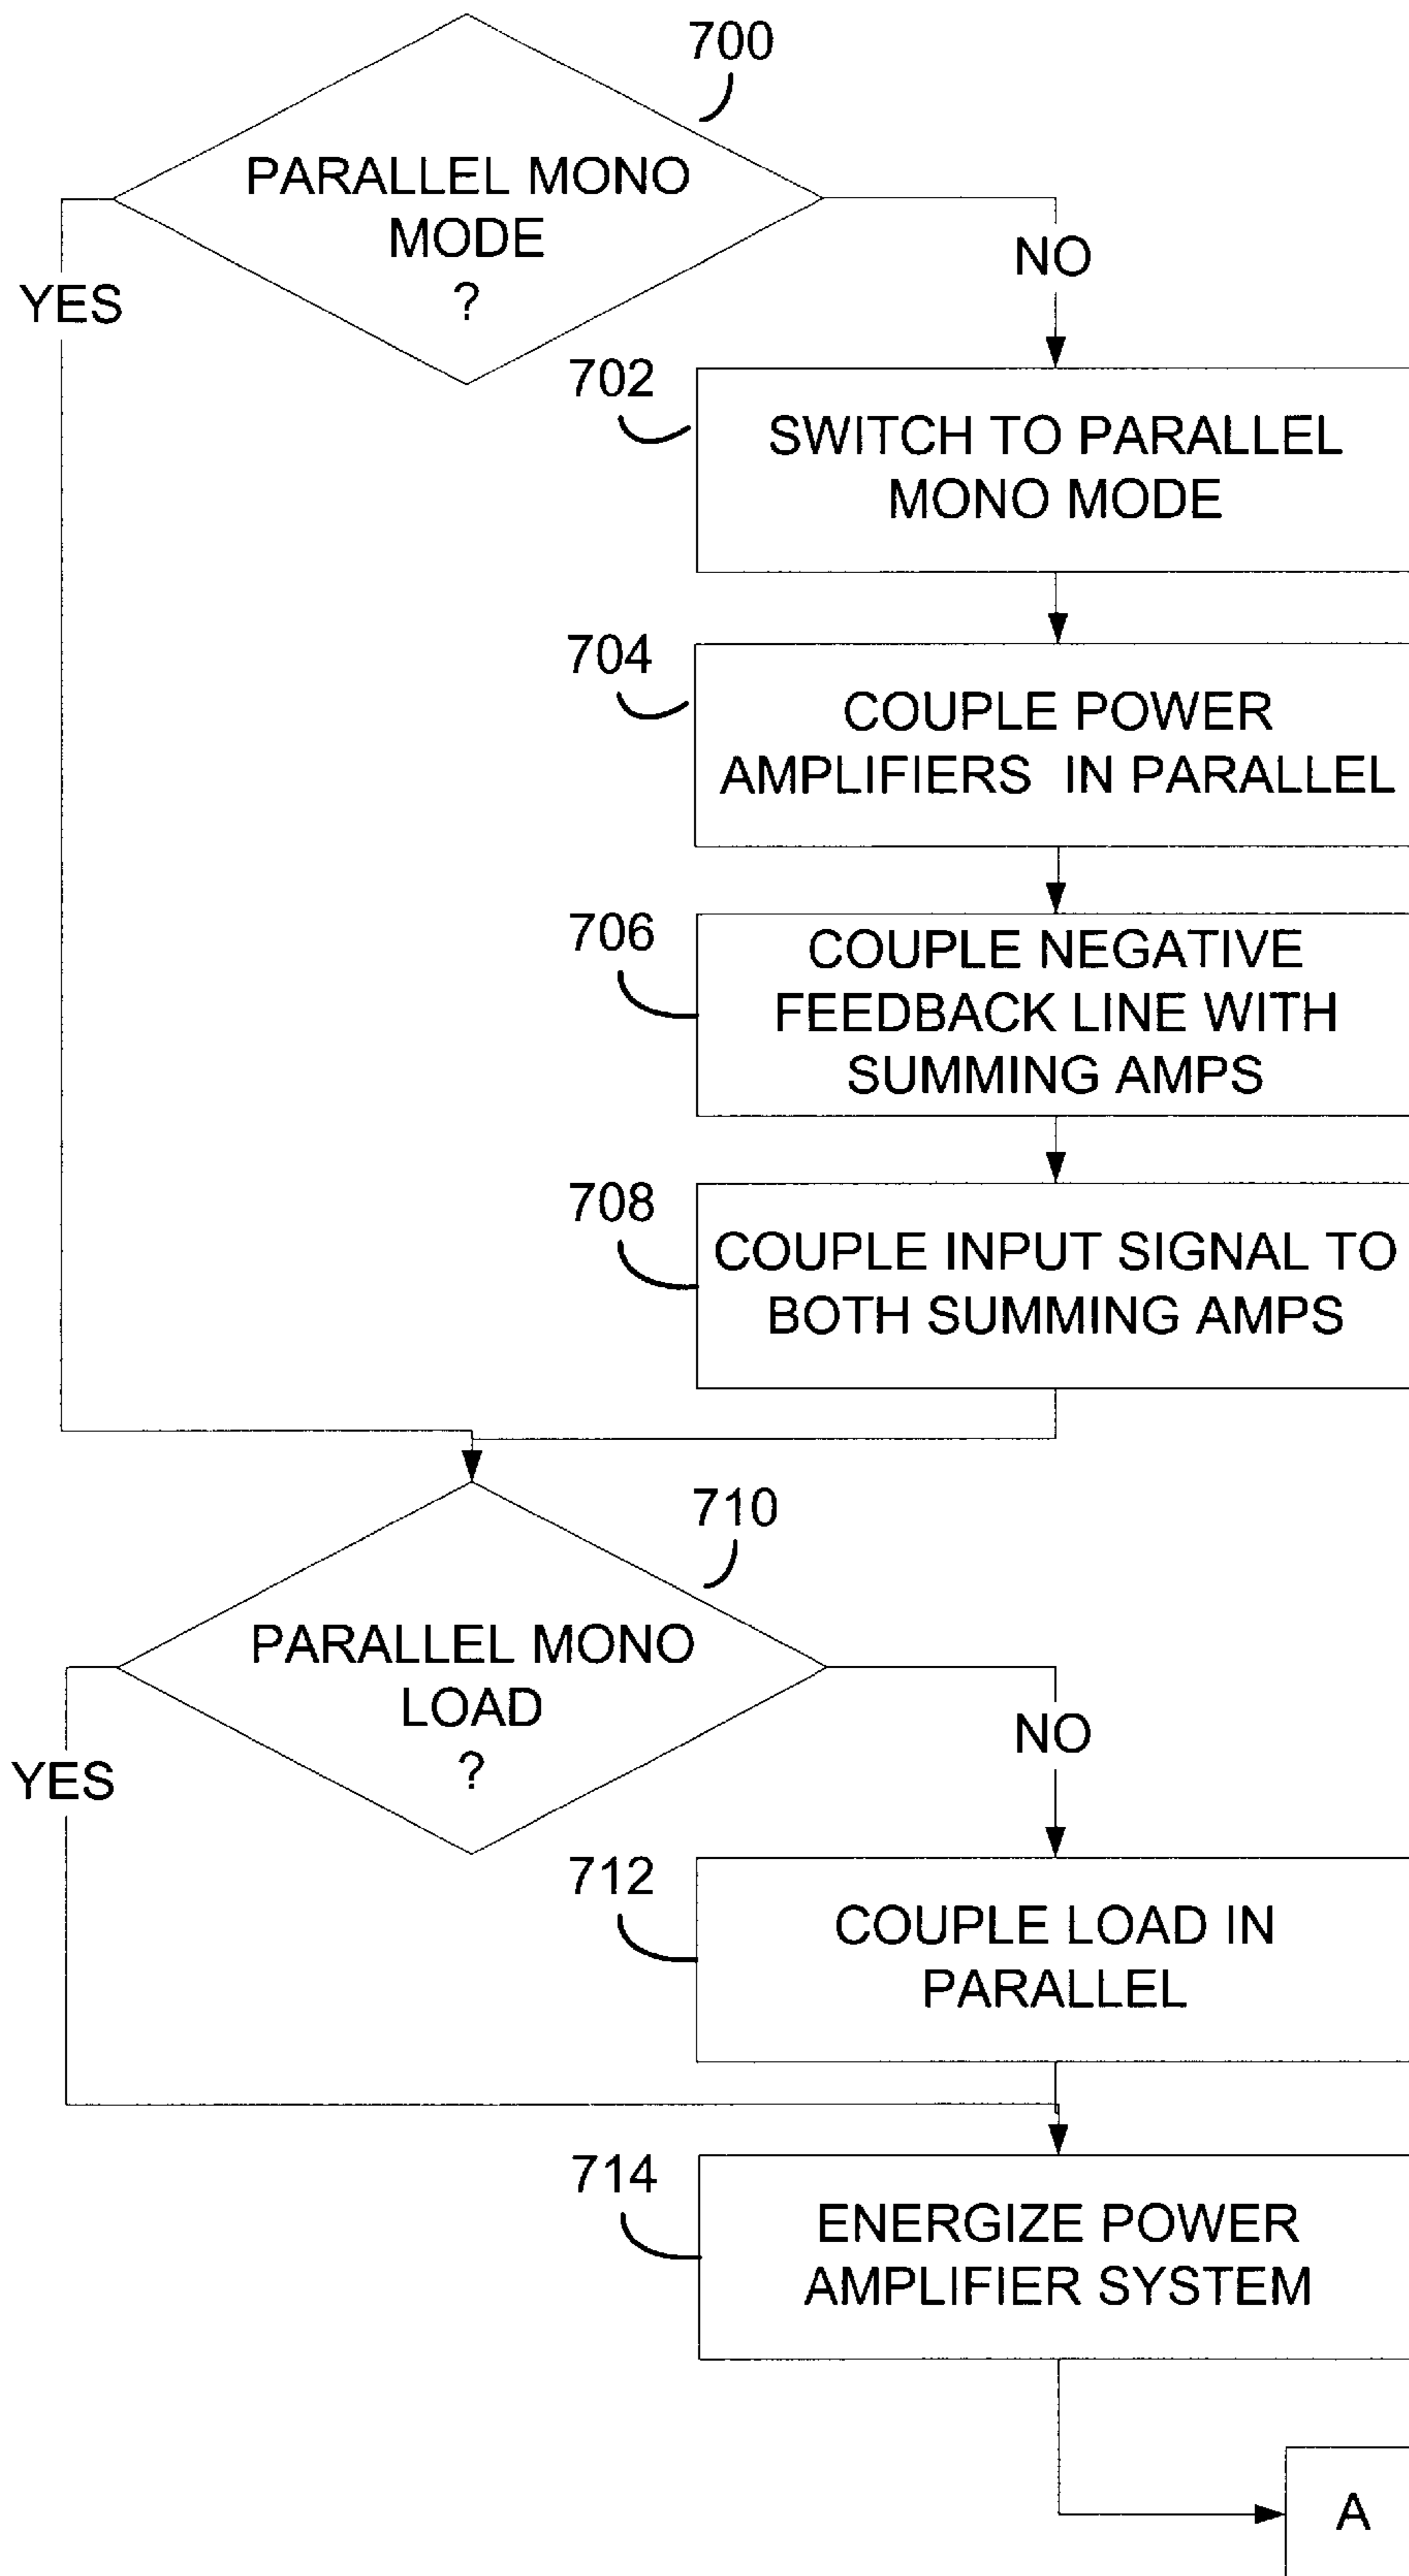 700
PARALLEL MONO
MODE
?
YES
NO
702
SWITCH TO PARALLEL
MONO MODE
704
COUPLE POWER
AMPLIFIERS IN PARALLEL
706
COUPLE NEGATIVE
FEEDBACK LINE WITH
SUMMING AMPS
708
COUPLE INPUT SIGNAL TO
BOTH SUMMING AMPS
710
PARALLEL MONO
LOAD
?
YES
NO
712
COUPLE LOAD IN
PARALLEL
714
ENERGIZE POWER
AMPLIFIER SYSTEM
A